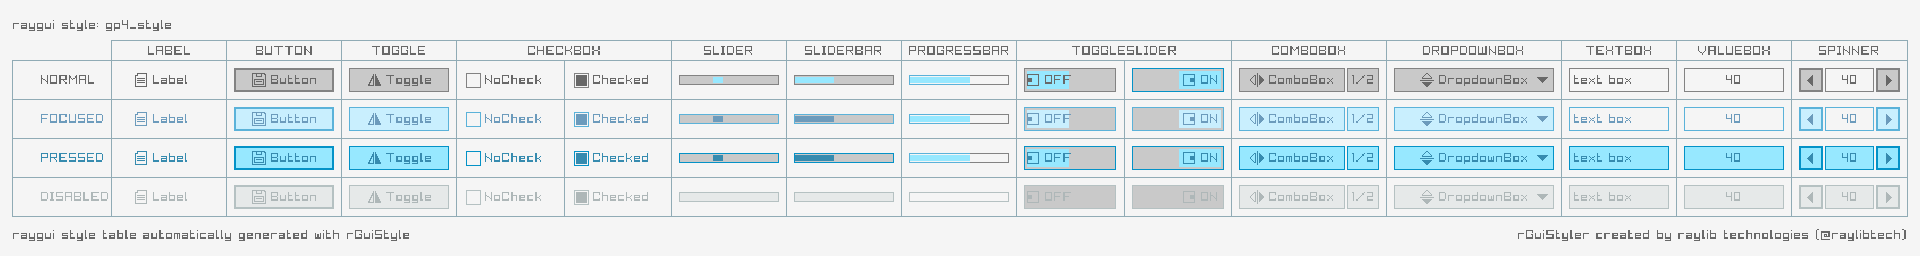 raygui style: gp4_style
LABEL BUTTON TOGGLE CHECKBOX SLIDER SLIDERBAR PROGRESSBAR TOGGLESLIDER COMBOBOX DROPDOWNBOX TEXTBOX VALUEBOX SPINNER
NORMAL Label Button Toggle NoCheck Checked OFF ON ComboBox 1/2 DropdownBox text box 40 40
FOCUSED Label Button Toggle NoCheck Checked OFF ON ComboBox 1/2 DropdownBox text box 40 40
PRESSED Label Button Toggle NoCheck Checked OFF ON ComboBox 1/2 DropdownBox text box 40 40
DISABLED Label Button Toggle NoCheck Checked OFF ON ComboBox 1/2 DropdownBox text box 40 40
raygui style table automatically generated with rGuiStyle
rGuiStyler created by raylib technologies (@raylibtech)